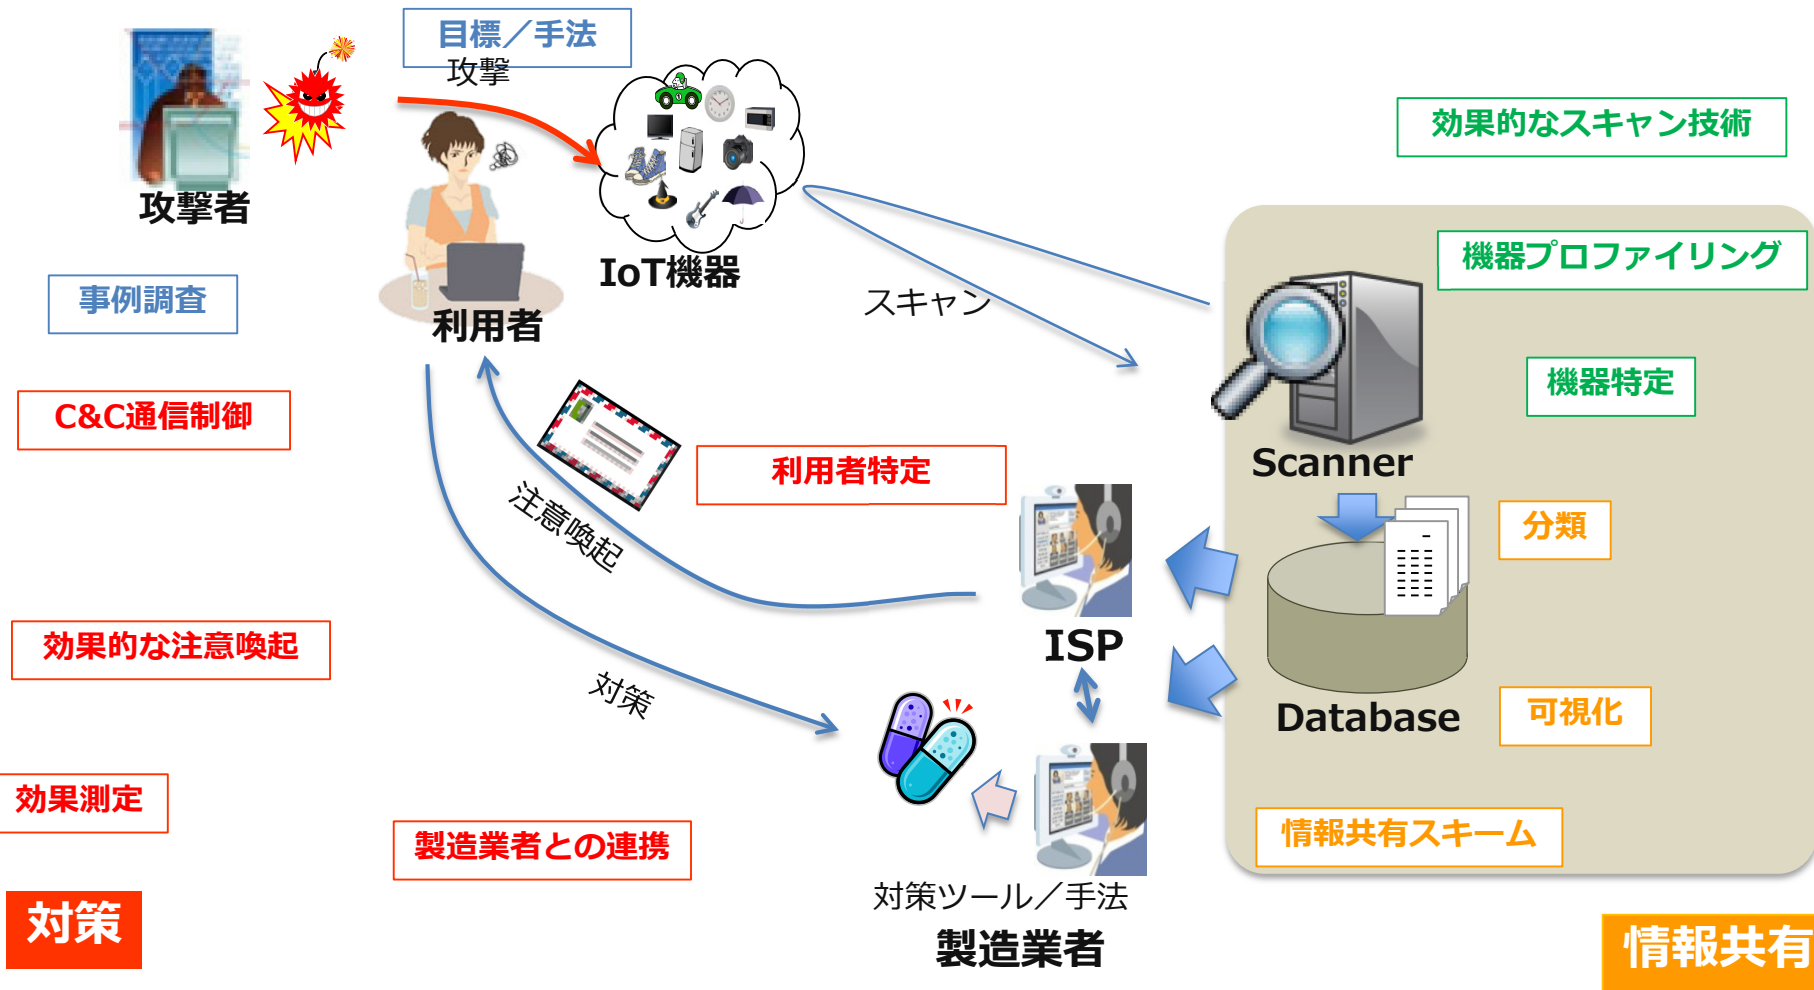 目標／手法
攻撃
攻撃者
効果的なスキャン技術
機器プロファイリング
IoT機器
事例調査
スキャン
利用者
機器特定
C&C通信制御
利用者特定
Scanner
注意喚起
分類
効果的な注意喚起
ISP
対策
Database
可視化
効果測定
製造業者との連携
情報共有スキーム
対策ツール／手法
製造業者
対策
情報共有